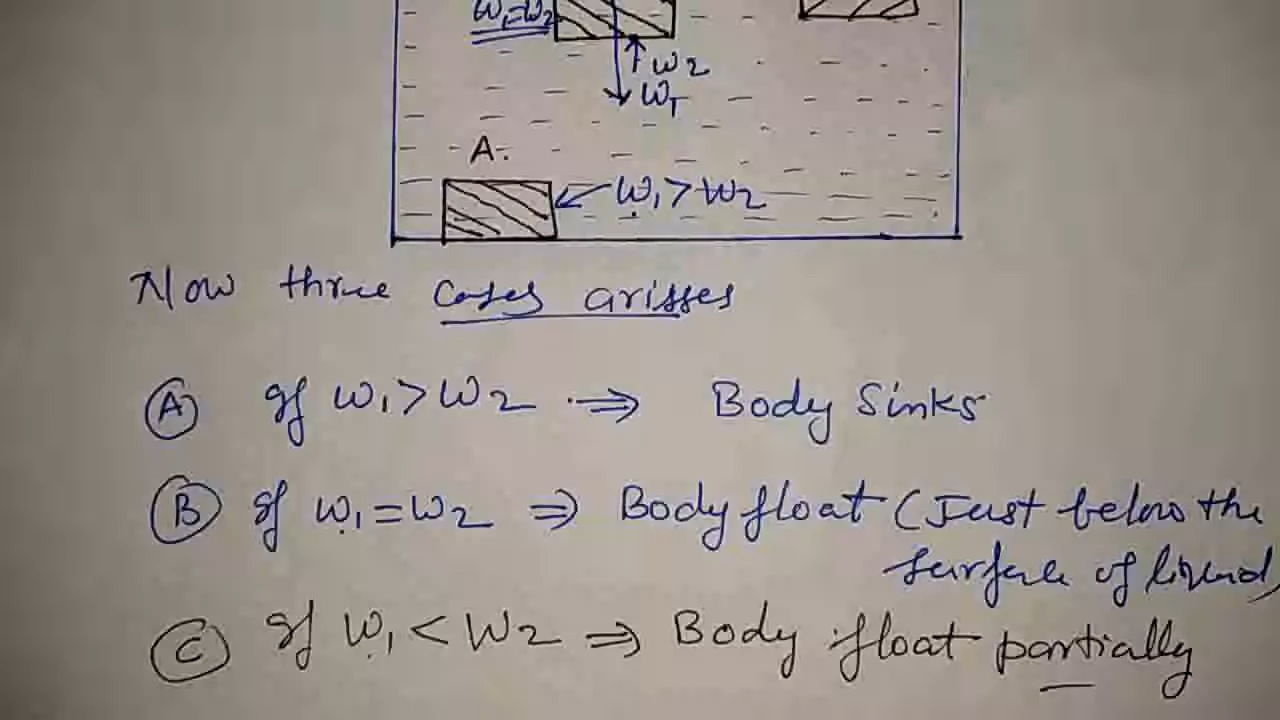 W₁=W₂
W2
W₁
A.
W₁ > W2
Now three cases arisses
A If W₁ > W2 ⇒ Body Sinks
B If W₁ = W2 ⇒ Body float (Just below the
surface of liquid)
C If W₁ < W2 ⇒ Body float partially